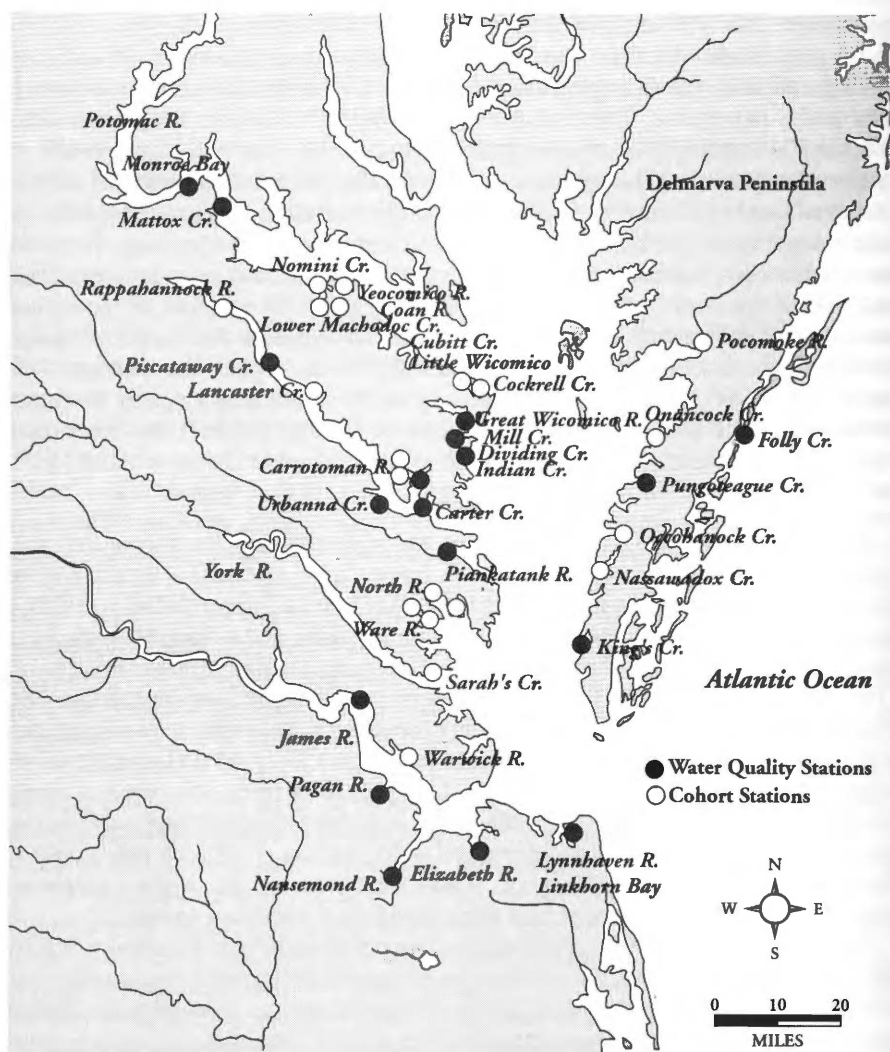 Potomac R.
Monroe Bay
Mattox Cr.
Delmarva Peninsula
Nomini Cr.
Rappahannock R.
Yeocomico R.
Coan R.
Lower Machodoc Cr.
Cubitt Cr.
Pocomoke R.
Piscataway Cr.
Little Wicomico
Lancaster Cr.
Cockrell Cr.
Great Wicomico R.
Onancock Cr.
Mill Cr.
Folly Cr.
Dividing Cr.
Carrotoman R.
Indian Cr.
Pungoteague Cr.
Urbanna Cr.
Carter Cr.
Occohanock Cr.
York R.
Piankatank R.
Nassawadox Cr.
North R.
Ware R.
King's Cr.
Sarah's Cr.
Atlantic Ocean
James R.
Warwick R.
Water Quality Stations
Pagan R.
Cohort Stations
Lynnhaven R.
Nansemond R.
Elizabeth R.
Linkhorn Bay
N
W E
S
0 10 20
MILES